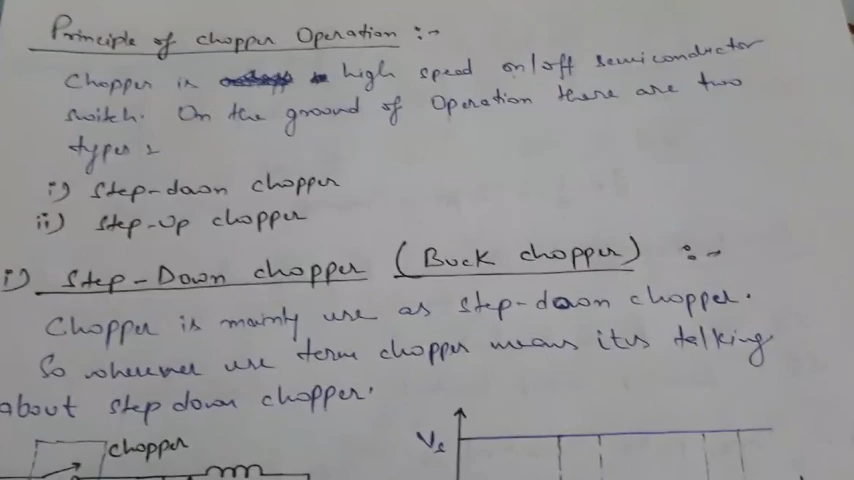 Principle of chopper Operation :-
Chopper is high speed on/off semiconductor
switch. On the ground of Operation there are two
types :
i) Step-down chopper
ii) Step-Up chopper
i) Step-Down chopper (Buck chopper) :-
Chopper is mainly use as step-down chopper.
So wherever use term chopper means its talking
about step down chopper.
chopper
Vs